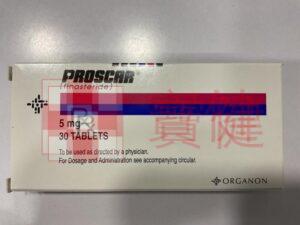 PROSCAR®
(finasteride)
5 mg
30 TABLETS
寶健
To be used as directed by a physician.
For Dosage and Administration see accompanying circular.
ORGANON